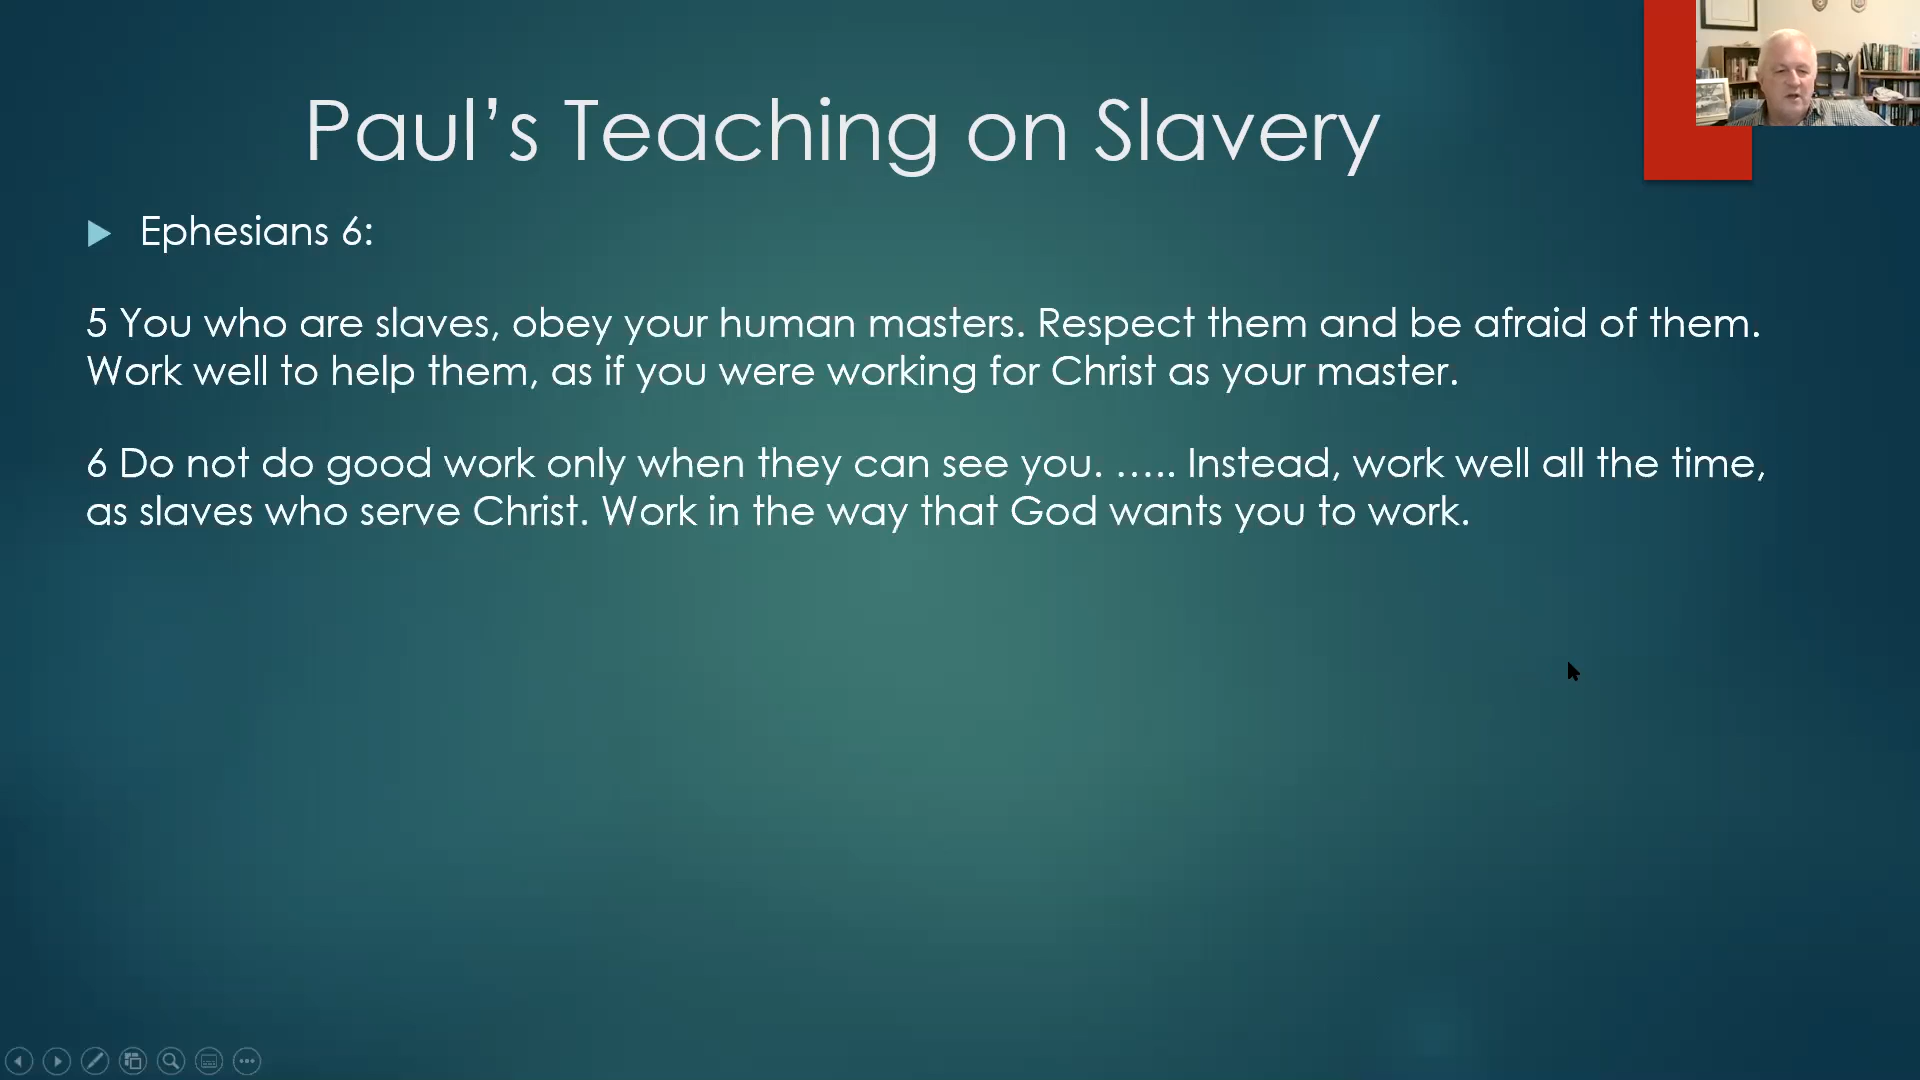 Paul’s Teaching on Slavery
Ephesians 6:
5 You who are slaves, obey your human masters. Respect them and be afraid of them.
Work well to help them, as if you were working for Christ as your master.
6 Do not do good work only when they can see you. ….. Instead, work well all the time,
as slaves who serve Christ. Work in the way that God wants you to work.